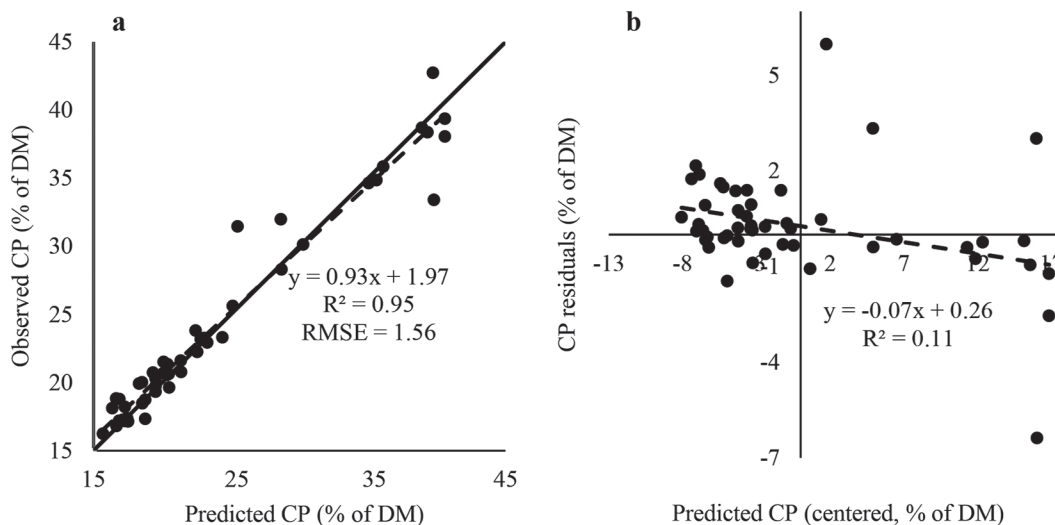 a
45
40
35
30
25
20
15
Observed CP (% of DM)
y = 0.93x + 1.97
R² = 0.95
RMSE = 1.56
15 25 35 45
Predicted CP (% of DM)
b
5
2
-1
-4
-7
CP residuals (% of DM)
-13 -8 -3 2 7 12 17
y = -0.07x + 0.26
R² = 0.11
Predicted CP (centered, % of DM)